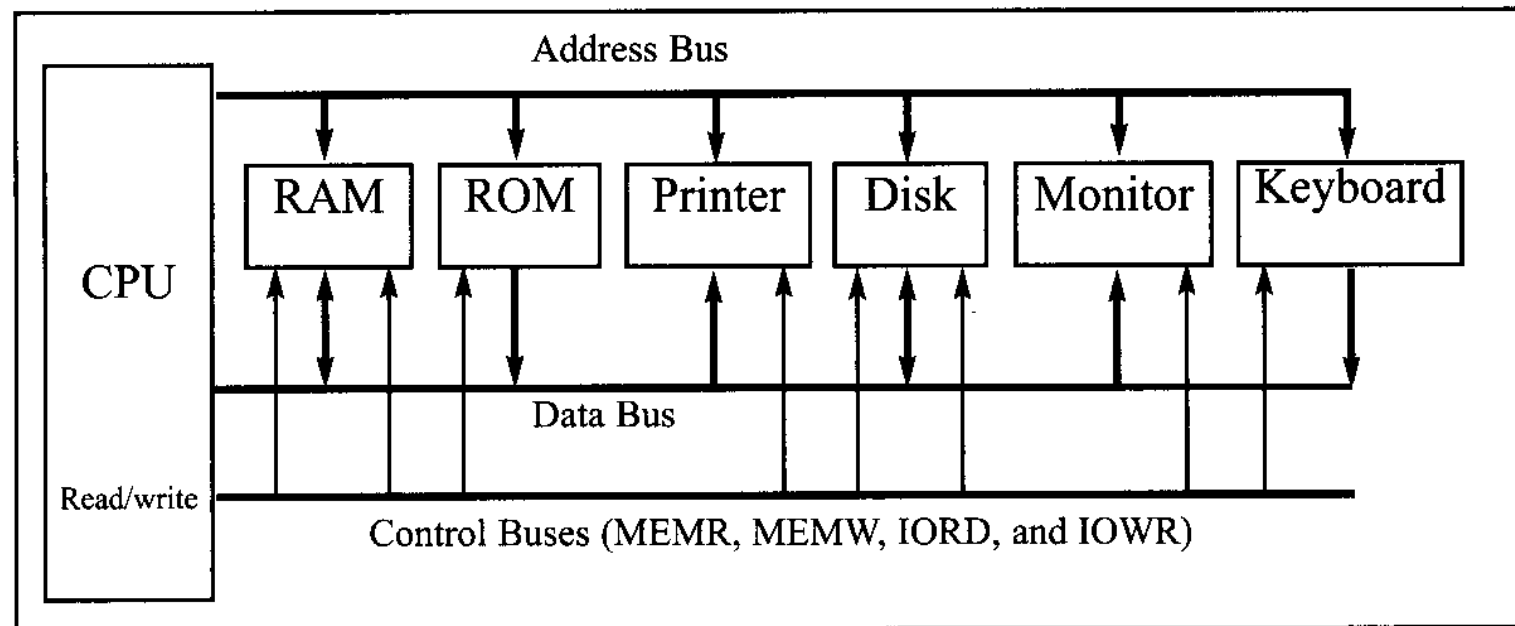 Address Bus
CPU
RAM
ROM
Printer
Disk
Monitor
Keyboard
Data Bus
Read/write
Control Buses (MEMR, MEMW, IORD, and IOWR)